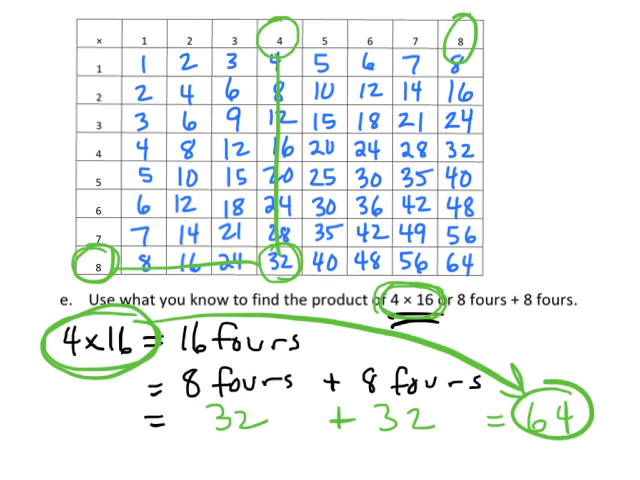 × 1 2 3 4 5 6 7 8
1 1 2 3 4 5 6 7 8
2 2 4 6 8 10 12 14 16
3 3 6 9 12 15 18 21 24
4 4 8 12 16 20 24 28 32
5 5 10 15 20 25 30 35 40
6 6 12 18 24 30 36 42 48
7 7 14 21 28 35 42 49 56
8 8 16 24 32 40 48 56 64
e. Use what you know to find the product of 4 × 16 or 8 fours + 8 fours.
4x16 = 16 fours
= 8 fours + 8 fours
= 32 + 32 = 64